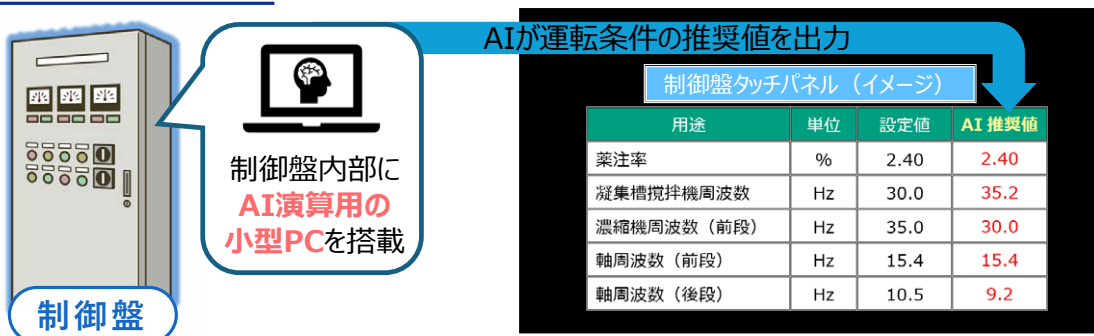 AIが運転条件の推奨値を出力
制御盤内部に
AI演算用の
小型PCを搭載
制御盤
制御盤タッチパネル（イメージ）
用途 単位 設定値 AI 推奨値
薬注率 % 2.40 2.40
凝集槽撹拌機周波数 Hz 30.0 35.2
濃縮機周波数（前段） Hz 35.0 30.0
軸周波数（前段） Hz 15.4 15.4
軸周波数（後段） Hz 10.5 9.2